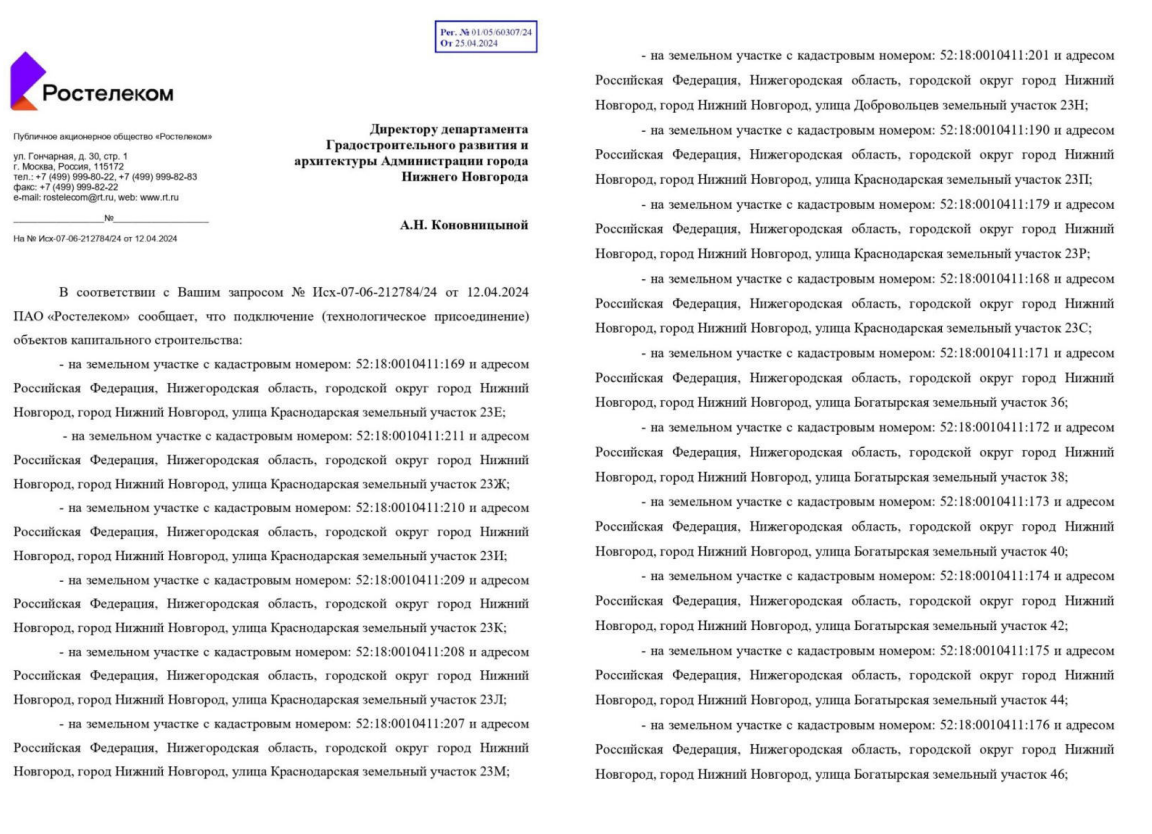 Рег. № 01/05/60307/24
От 25.04.2024
Ростелеком
Публичное акционерное общество «Ростелеком»
ул. Гончарная, д. 30, стр. 1
г. Москва, Россия, 115172
тел.: +7 (499) 999-80-22, +7 (499) 999-82-83
факс: +7 (499) 999-82-22
e-mail: rostelecom@rt.ru, web: www.rt.ru
____________________№_____________________
На № Исх-07-06-212784/24 от 12.04.2024
Директору департамента
Градостроительного развития и
архитектуры Администрации города
Нижнего Новгорода
А.Н. Коновницыной
В соответствии с Вашим запросом № Исх-07-06-212784/24 от 12.04.2024
ПАО «Ростелеком» сообщает, что подключение (технологическое присоединение)
объектов капитального строительства:
- на земельном участке с кадастровым номером: 52:18:0010411:169 и адресом
Российская Федерация, Нижегородская область, городской округ город Нижний
Новгород, город Нижний Новгород, улица Краснодарская земельный участок 23Е;
- на земельном участке с кадастровым номером: 52:18:0010411:211 и адресом
Российская Федерация, Нижегородская область, городской округ город Нижний
Новгород, город Нижний Новгород, улица Краснодарская земельный участок 23Ж;
- на земельном участке с кадастровым номером: 52:18:0010411:210 и адресом
Российская Федерация, Нижегородская область, городской округ город Нижний
Новгород, город Нижний Новгород, улица Краснодарская земельный участок 23И;
- на земельном участке с кадастровым номером: 52:18:0010411:209 и адресом
Российская Федерация, Нижегородская область, городской округ город Нижний
Новгород, город Нижний Новгород, улица Краснодарская земельный участок 23К;
- на земельном участке с кадастровым номером: 52:18:0010411:208 и адресом
Российская Федерация, Нижегородская область, городской округ город Нижний
Новгород, город Нижний Новгород, улица Краснодарская земельный участок 23Л;
- на земельном участке с кадастровым номером: 52:18:0010411:207 и адресом
Российская Федерация, Нижегородская область, городской округ город Нижний
Новгород, город Нижний Новгород, улица Краснодарская земельный участок 23М;
- на земельном участке с кадастровым номером: 52:18:0010411:201 и адресом
Российская Федерация, Нижегородская область, городской округ город Нижний
Новгород, город Нижний Новгород, улица Добровольцев земельный участок 23Н;
- на земельном участке с кадастровым номером: 52:18:0010411:190 и адресом
Российская Федерация, Нижегородская область, городской округ город Нижний
Новгород, город Нижний Новгород, улица Краснодарская земельный участок 23П;
- на земельном участке с кадастровым номером: 52:18:0010411:179 и адресом
Российская Федерация, Нижегородская область, городской округ город Нижний
Новгород, город Нижний Новгород, улица Краснодарская земельный участок 23Р;
- на земельном участке с кадастровым номером: 52:18:0010411:168 и адресом
Российская Федерация, Нижегородская область, городской округ город Нижний
Новгород, город Нижний Новгород, улица Краснодарская земельный участок 23С;
- на земельном участке с кадастровым номером: 52:18:0010411:171 и адресом
Российская Федерация, Нижегородская область, городской округ город Нижний
Новгород, город Нижний Новгород, улица Богатырская земельный участок 36;
- на земельном участке с кадастровым номером: 52:18:0010411:172 и адресом
Российская Федерация, Нижегородская область, городской округ город Нижний
Новгород, город Нижний Новгород, улица Богатырская земельный участок 38;
- на земельном участке с кадастровым номером: 52:18:0010411:173 и адресом
Российская Федерация, Нижегородская область, городской округ город Нижний
Новгород, город Нижний Новгород, улица Богатырская земельный участок 40;
- на земельном участке с кадастровым номером: 52:18:0010411:174 и адресом
Российская Федерация, Нижегородская область, городской округ город Нижний
Новгород, город Нижний Новгород, улица Богатырская земельный участок 42;
- на земельном участке с кадастровым номером: 52:18:0010411:175 и адресом
Российская Федерация, Нижегородская область, городской округ город Нижний
Новгород, город Нижний Новгород, улица Богатырская земельный участок 44;
- на земельном участке с кадастровым номером: 52:18:0010411:176 и адресом
Российская Федерация, Нижегородская область, городской округ город Нижний
Новгород, город Нижний Новгород, улица Богатырская земельный участок 46;